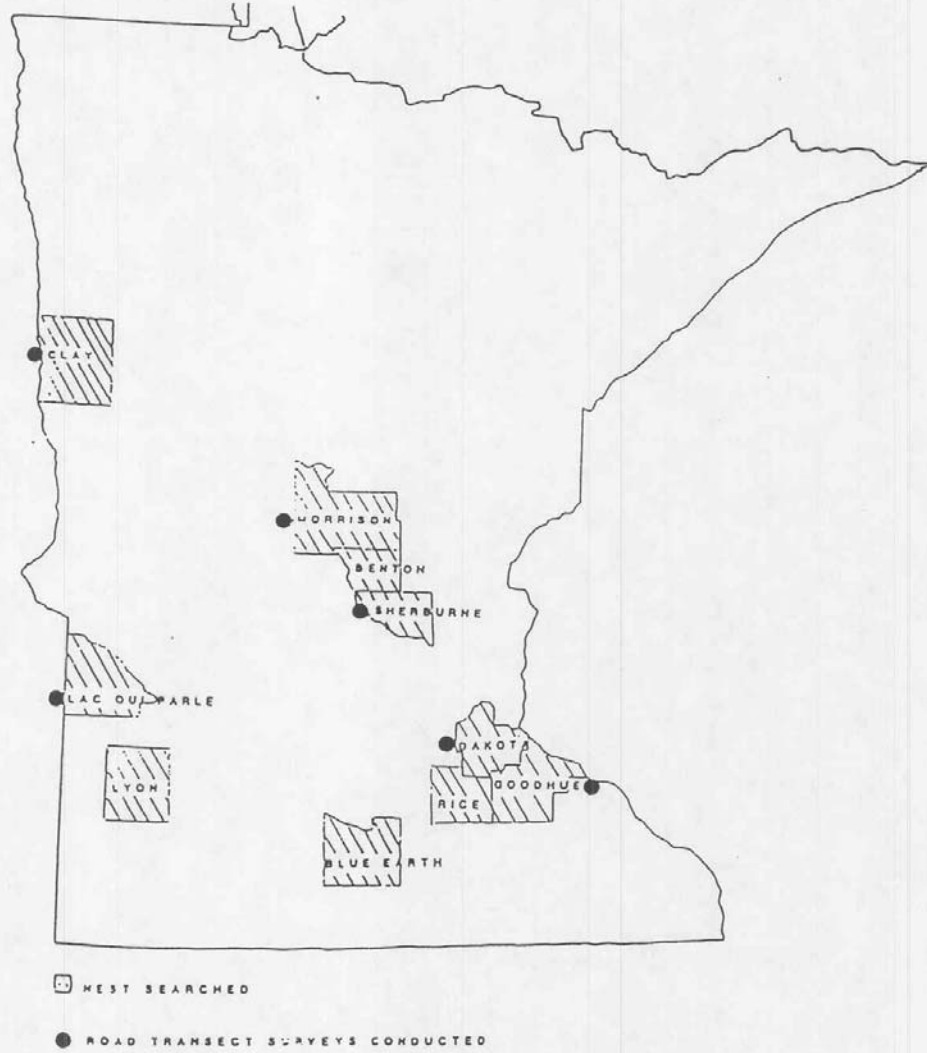 CLAY
MORRISON
BENTON
SHERBURNE
LAC QUI PARLE
DAKOTA
LYON
GOODHUE
RICE
BLUE EARTH
NEST SEARCHED
ROAD TRANSECT SURVEYS CONDUCTED